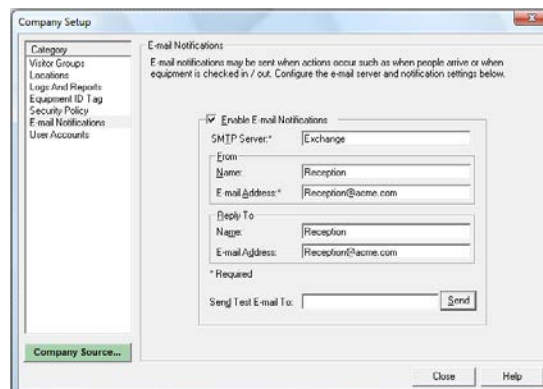 Company Setup
Category
Visitor Groups
Locations
Logs And Reports
Equipment ID Tag
Security Policy
E-mail Notifications
User Accounts
Company Source...
E-mail Notifications
E-mail notifications may be sent when actions occur such as when people arrive or when
equipment is checked in / out. Configure the e-mail server and notification settings below.
Enable E-mail Notifications
SMTP Server:* Exchange
From
Name: Reception
E-mail Address:* Reception@acme.com
Reply To
Name: Reception
E-mail Address: Reception@acme.com
* Required
Send Test E-mail To: Send
Close Help